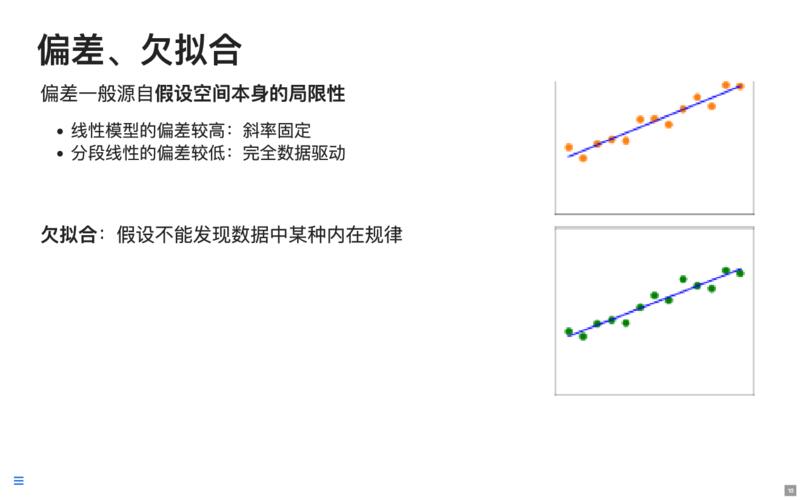 偏差、欠拟合
偏差一般源自假设空间本身的局限性
• 线性模型的偏差较高：斜率固定
• 分段线性的偏差较低：完全数据驱动
欠拟合：假设不能发现数据中某种内在规律